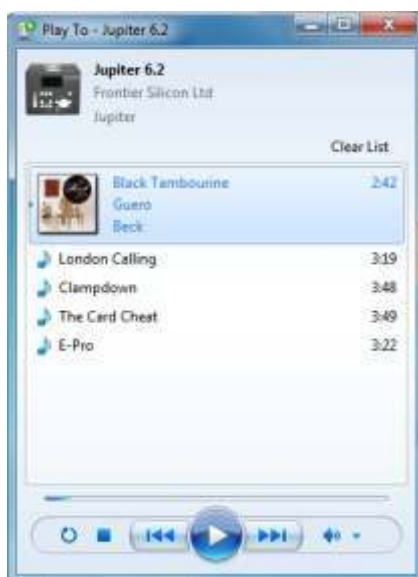 Play To - Jupiter 6.2
Jupiter 6.2
Frontier Silicon Ltd
Jupiter
Clear List
Black Tambourine 2:42
Guero
Beck
London Calling 3:19
Clampdown 3:48
The Card Cheat 3:49
E-Pro 3:22